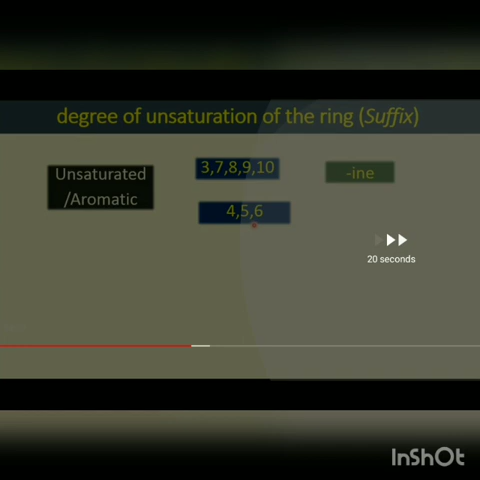 degree of unsaturation of the ring (Suffix)
Unsaturated
/Aromatic
3,7,8,9,10
-ine
4,5,6
20 seconds
InShOt